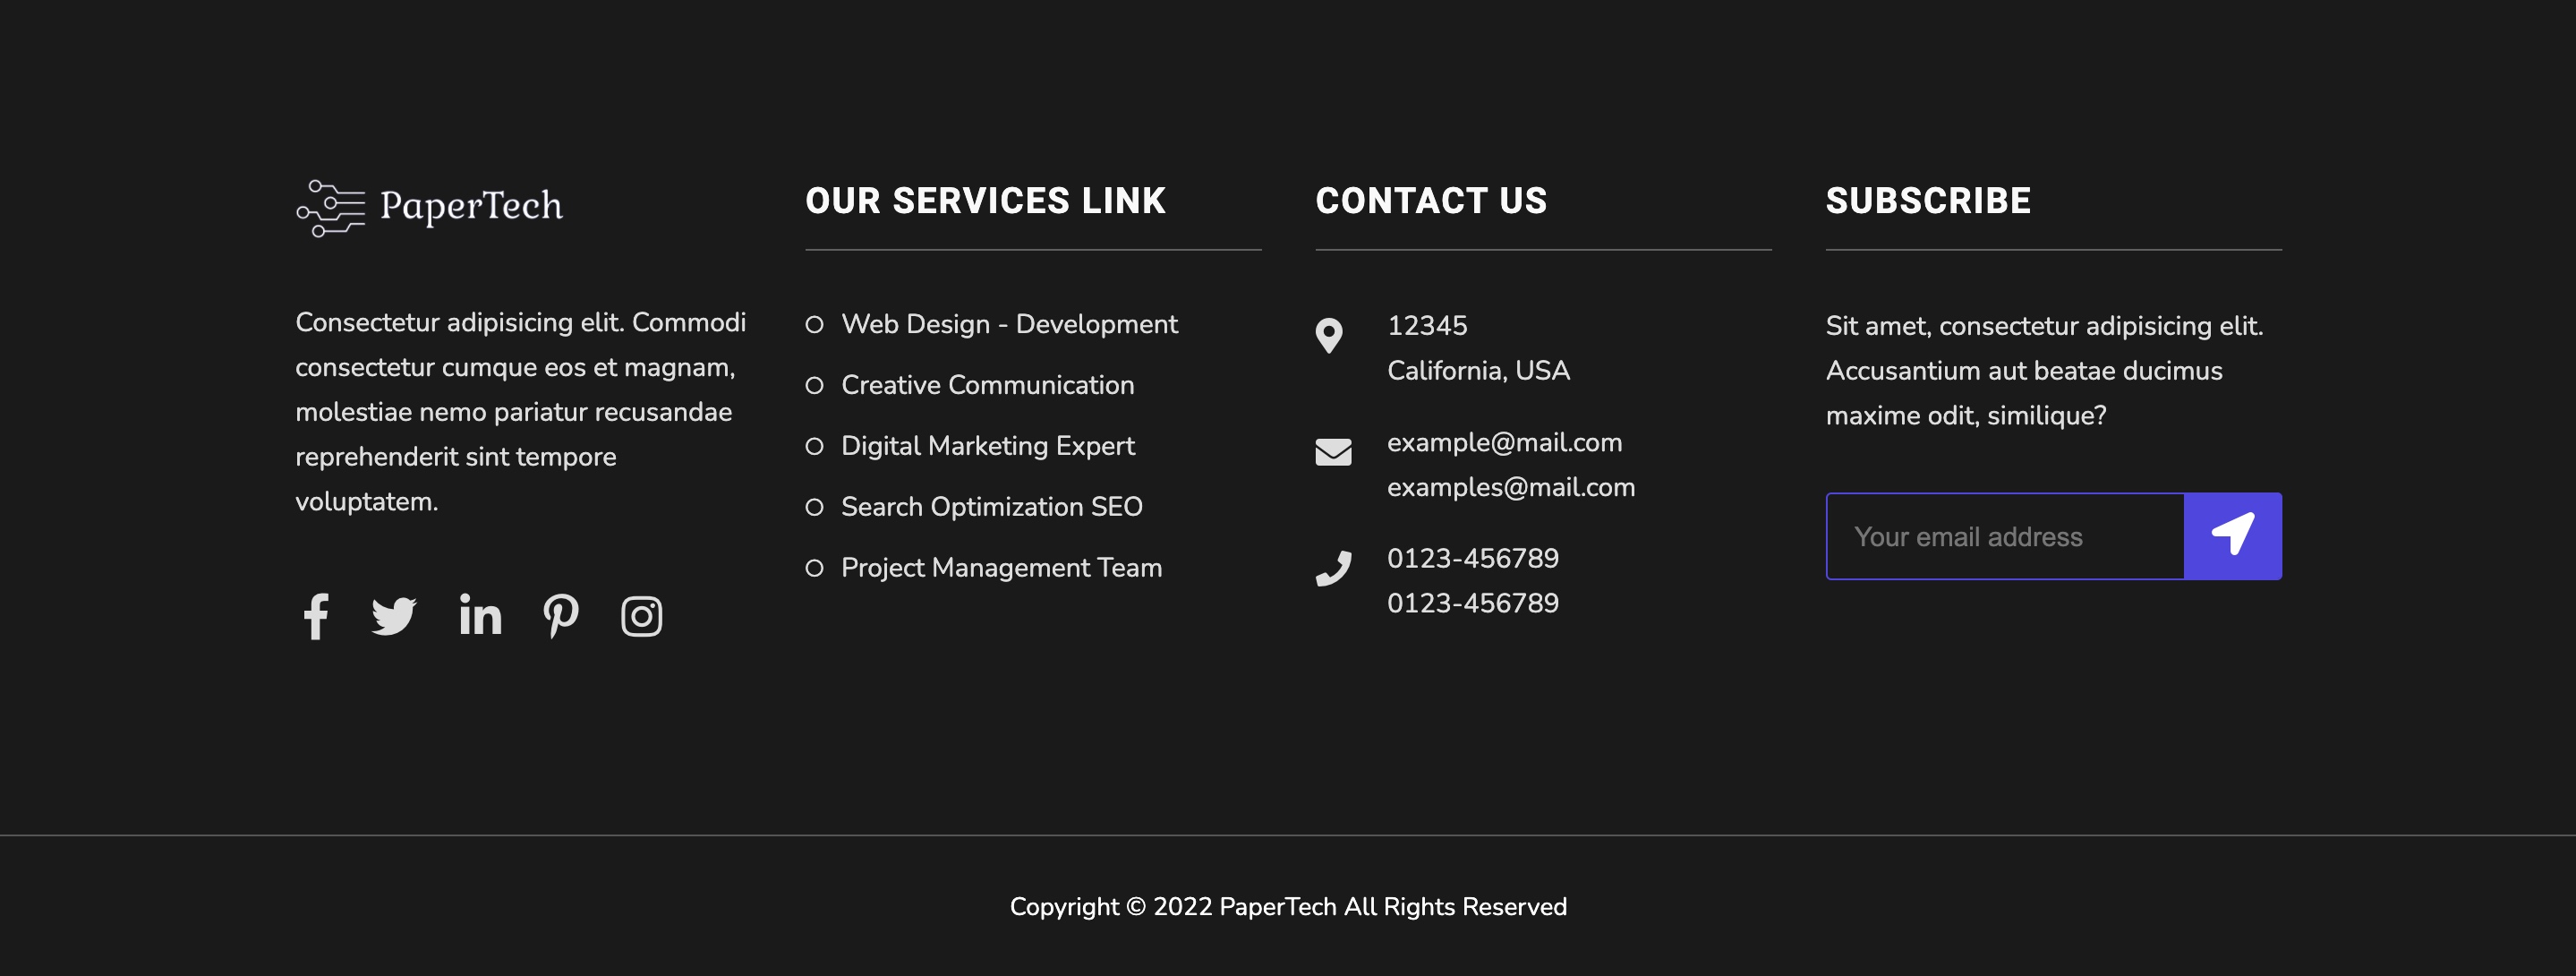 PaperTech
Consectetur adipisicing elit. Commodi
consectetur cumque eos et magnam,
molestiae nemo pariatur recusandae
reprehenderit sint tempore
voluptatem.
OUR SERVICES LINK
Web Design - Development
Creative Communication
Digital Marketing Expert
Search Optimization SEO
Project Management Team
CONTACT US
12345
California, USA
example@mail.com
examples@mail.com
0123-456789
0123-456789
SUBSCRIBE
Sit amet, consectetur adipisicing elit.
Accusantium aut beatae ducimus
maxime odit, similique?
Your email address
Copyright © 2022 PaperTech All Rights Reserved